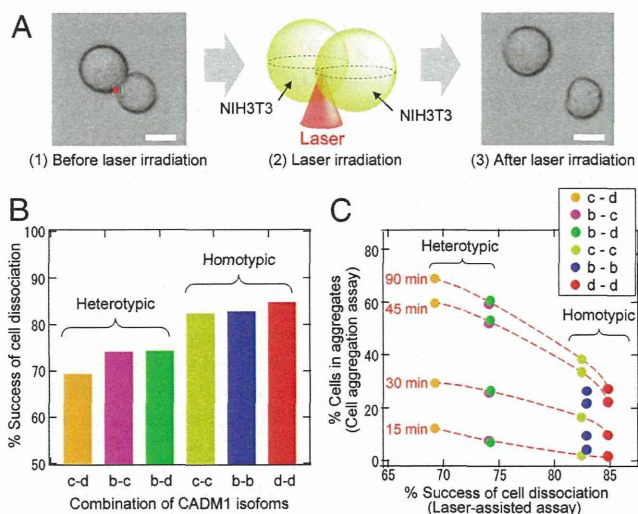 A
NIH3T3
NIH3T3
Laser
(1) Before laser irradiation
(2) Laser irradiation
(3) After laser irradiation
B
% Success of cell dissociation
100
90
80
70
60
50
Heterotypic
Homotypic
c-d
b-c
b-d
c-c
b-b
d-d
Combination of CADM1 isofoms
C
c - d
b - c
b - d
c - c
b - b
d - d
% Cells in aggregates
(Cell aggregation assay)
80
60
40
20
0
Heterotypic
Homotypic
90 min
45 min
30 min
15 min
65
70
75
80
85
% Success of cell dissociation
(Laser-assisted assay)